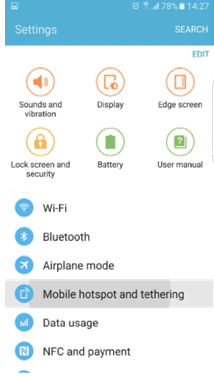 78% 14:27
Settings SEARCH
EDIT
Sounds and vibration Display Edge screen
Lock screen and security Battery User manual
Wi-Fi
Bluetooth
Airplane mode
Mobile hotspot and tethering
Data usage
NFC and payment